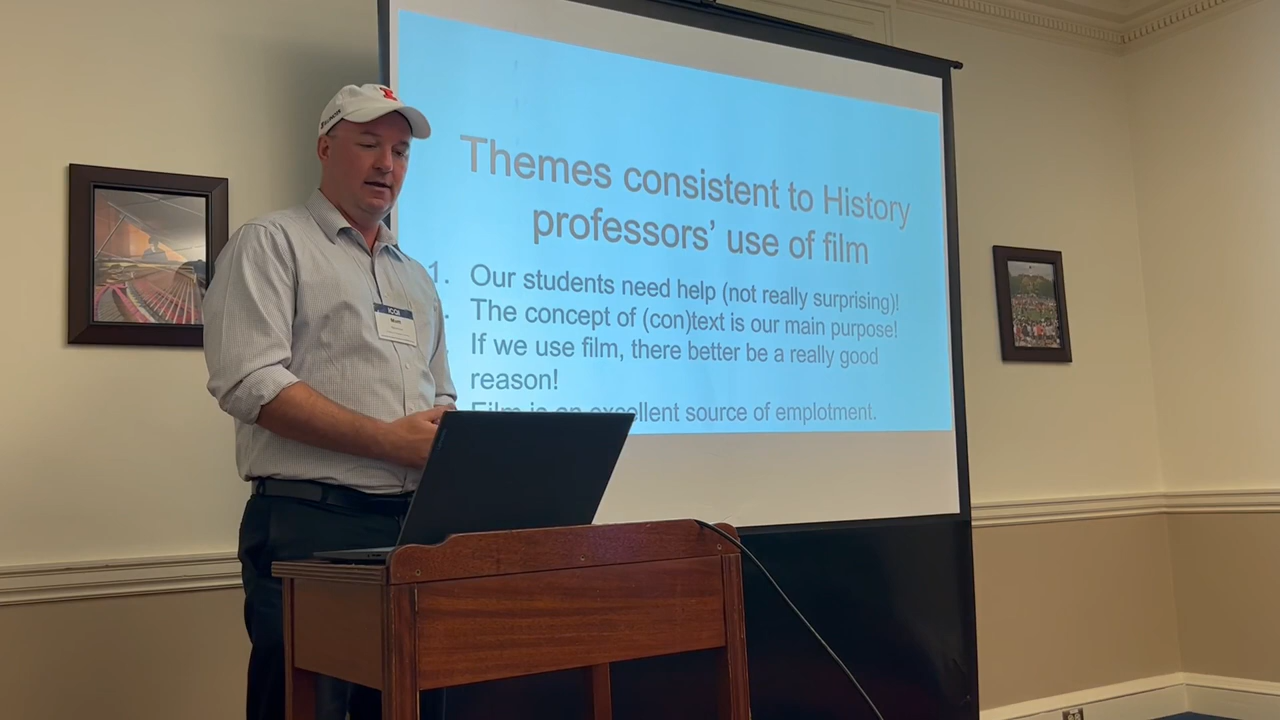 Themes consistent to History
professors' use of film
1. Our students need help (not really surprising)!
The concept of (con)text is our main purpose!
If we use film, there better be a really good
reason!
Film is an excellent source of emplotment.
ICQI